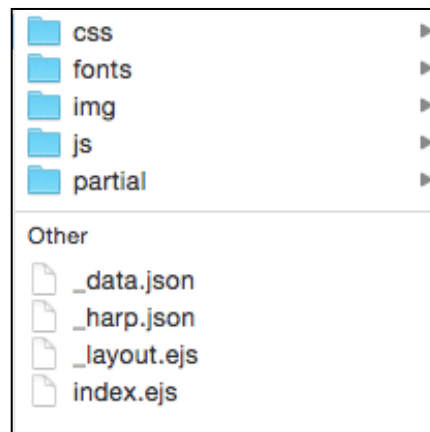 css
fonts
img
js
partial
Other
_data.json
_harp.json
_layout.ejs
index.ejs